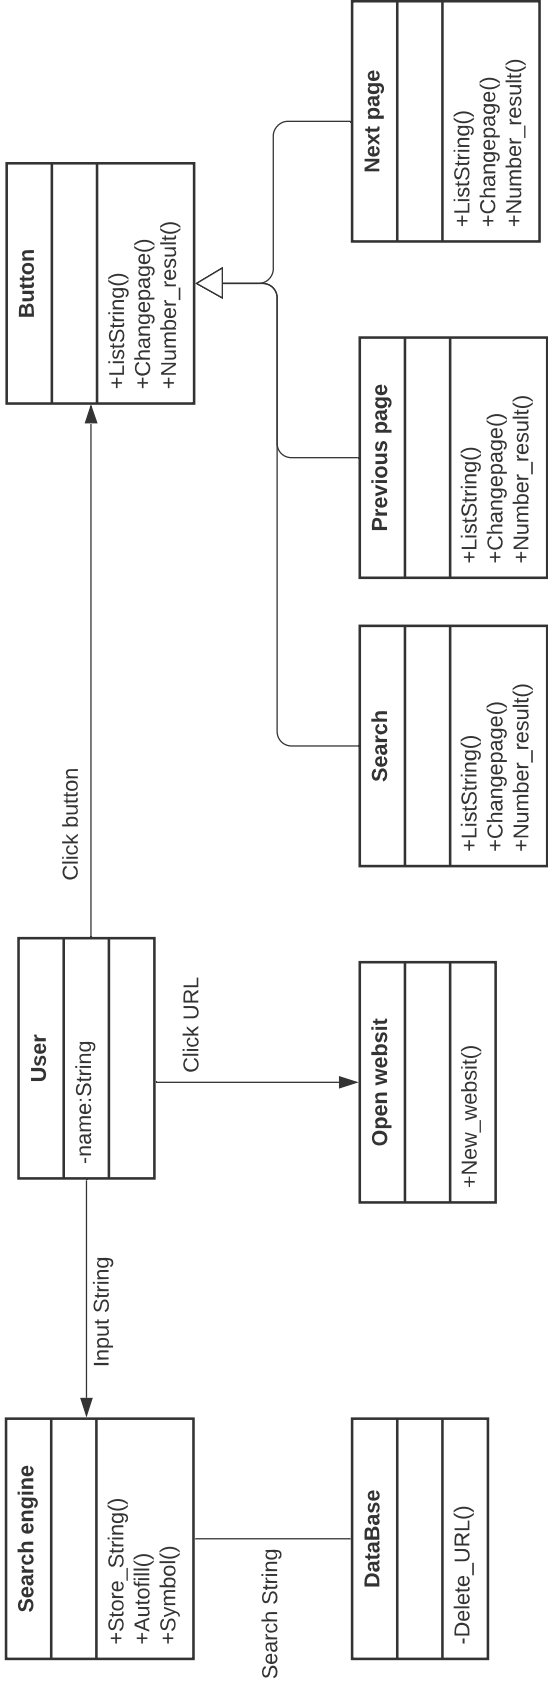 Search engine
+Store_String()
+Autofill()
+Symbol()
Input String
User
-name:String
Click button
Button
+ListString()
+Changepage()
+Number_result()
Search String
DataBase
-Delete_URL()
Click URL
Open websit
+New_websit()
Search
+ListString()
+Changepage()
+Number_result()
Previous page
+ListString()
+Changepage()
+Number_result()
Next page
+ListString()
+Changepage()
+Number_result()